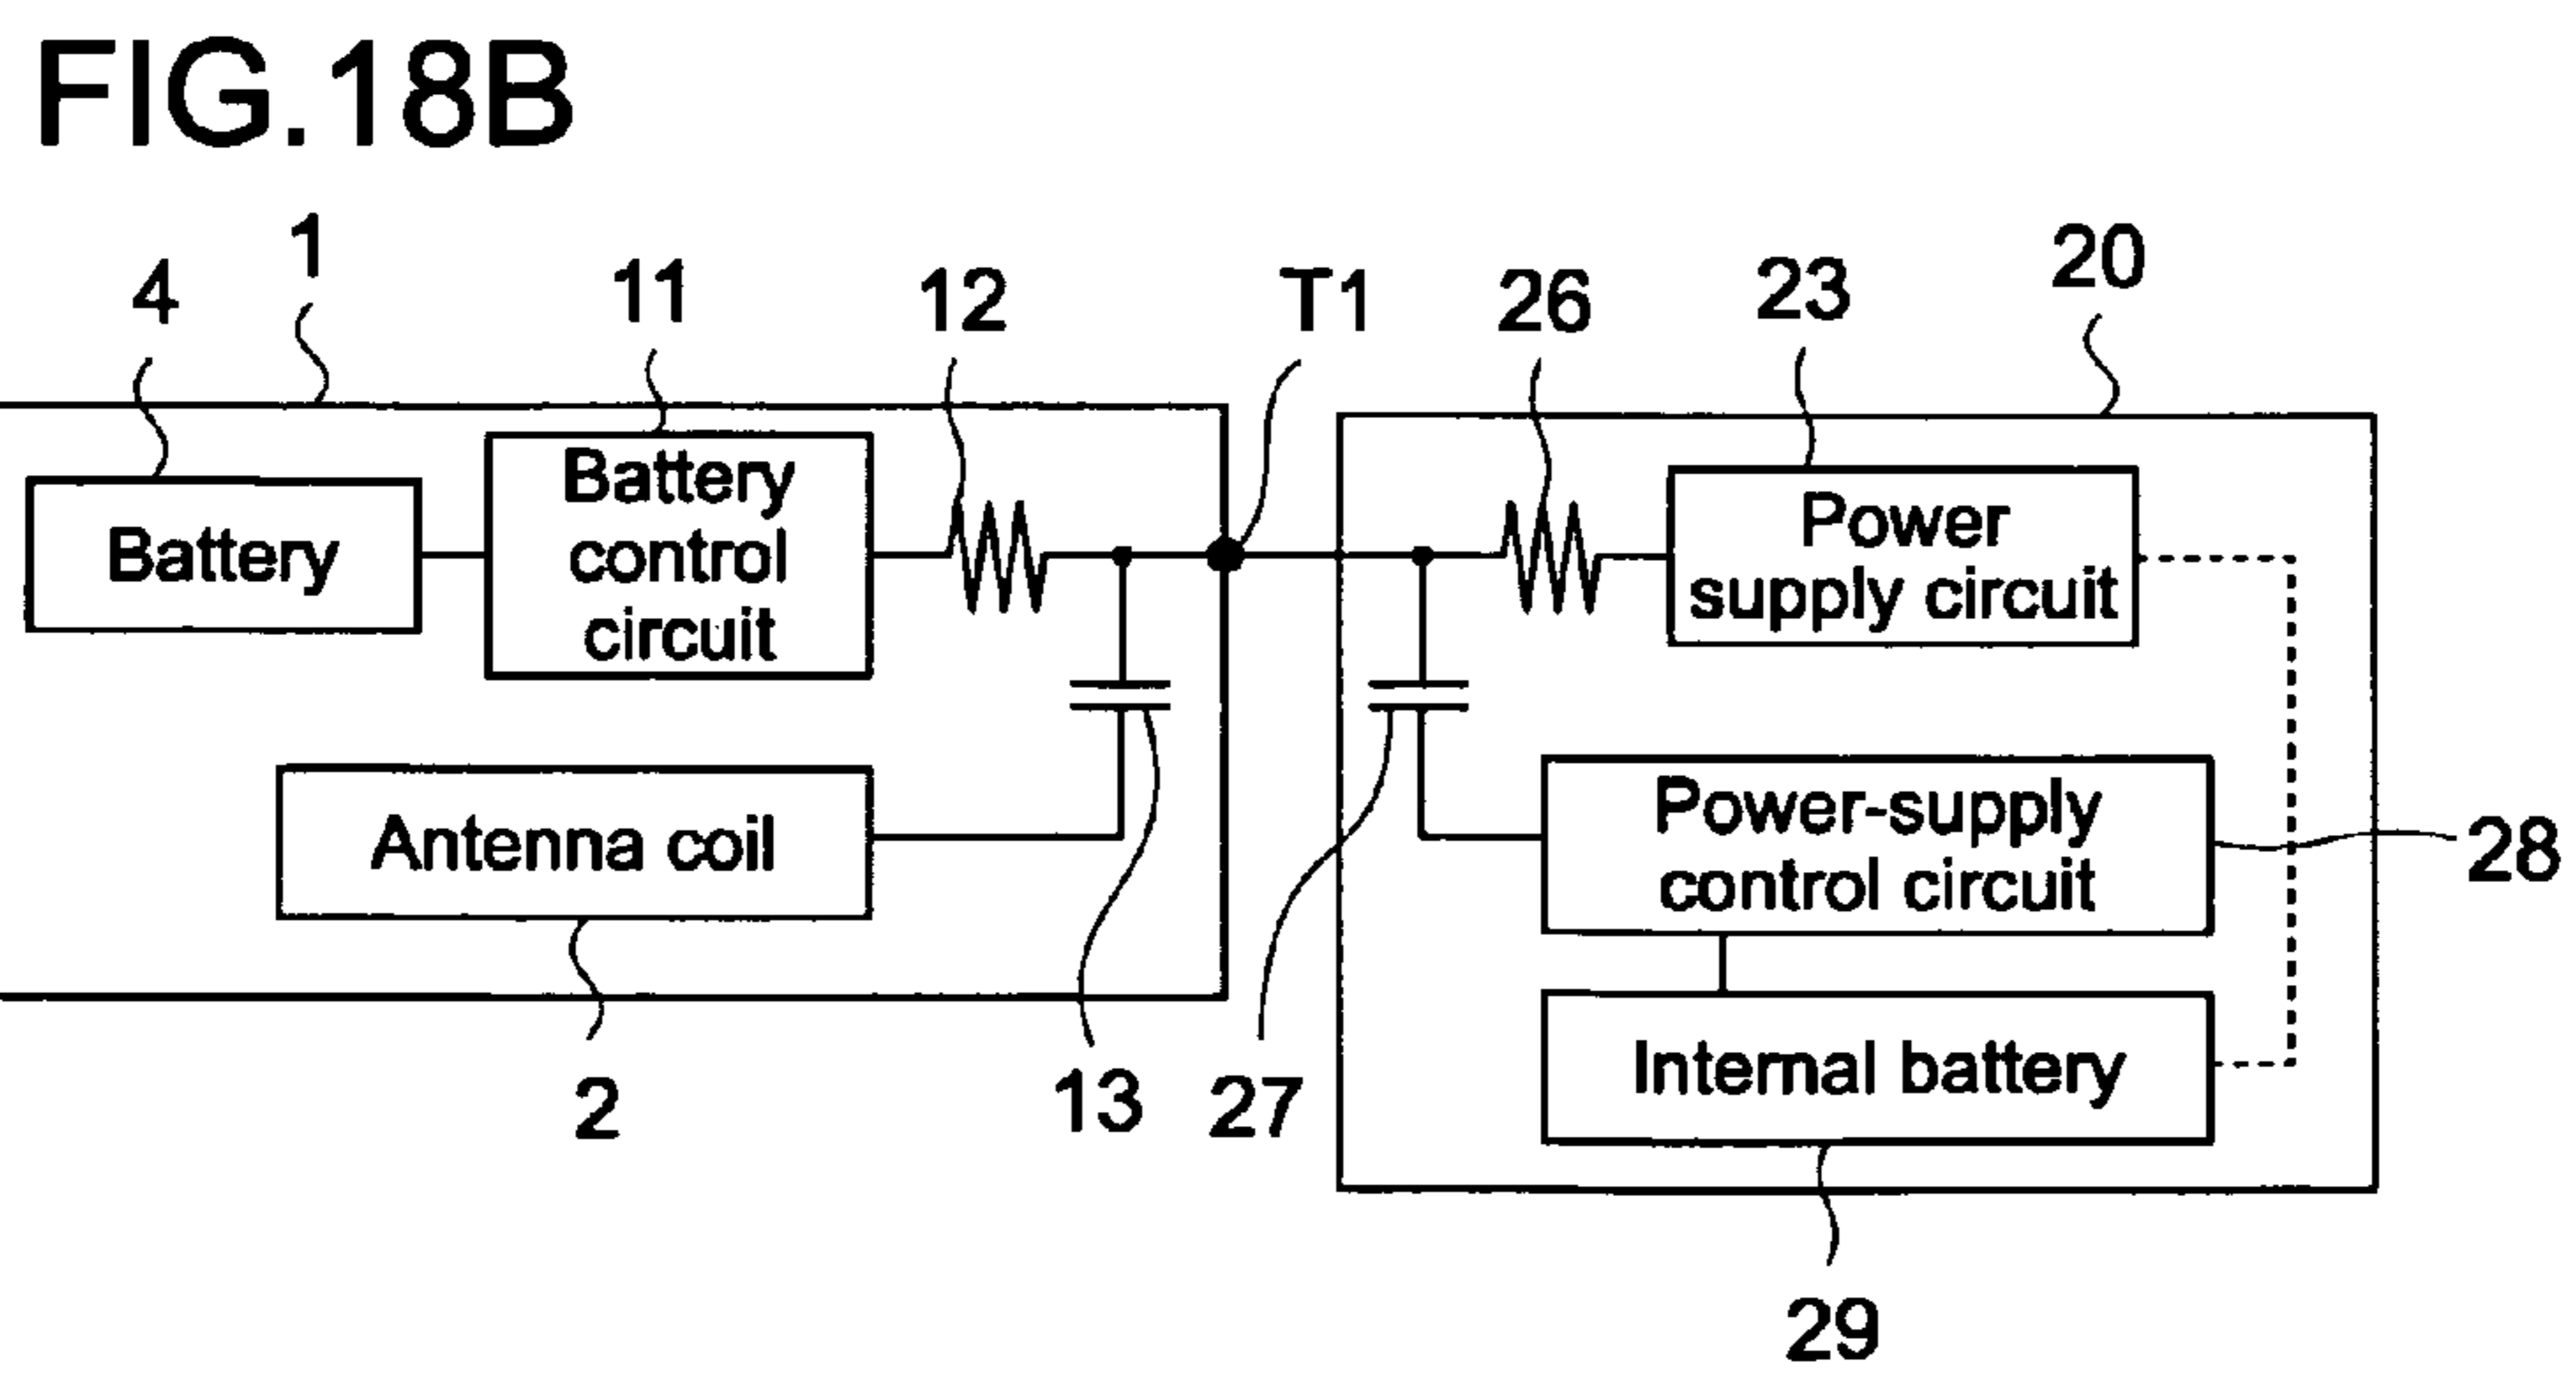 FIG.18B
1
4
11
12
T1
26
23
20
Battery
Battery
control
circuit
Power
supply circuit
Antenna coil
Power-supply
control circuit
28
Internal battery
2
13
27
29